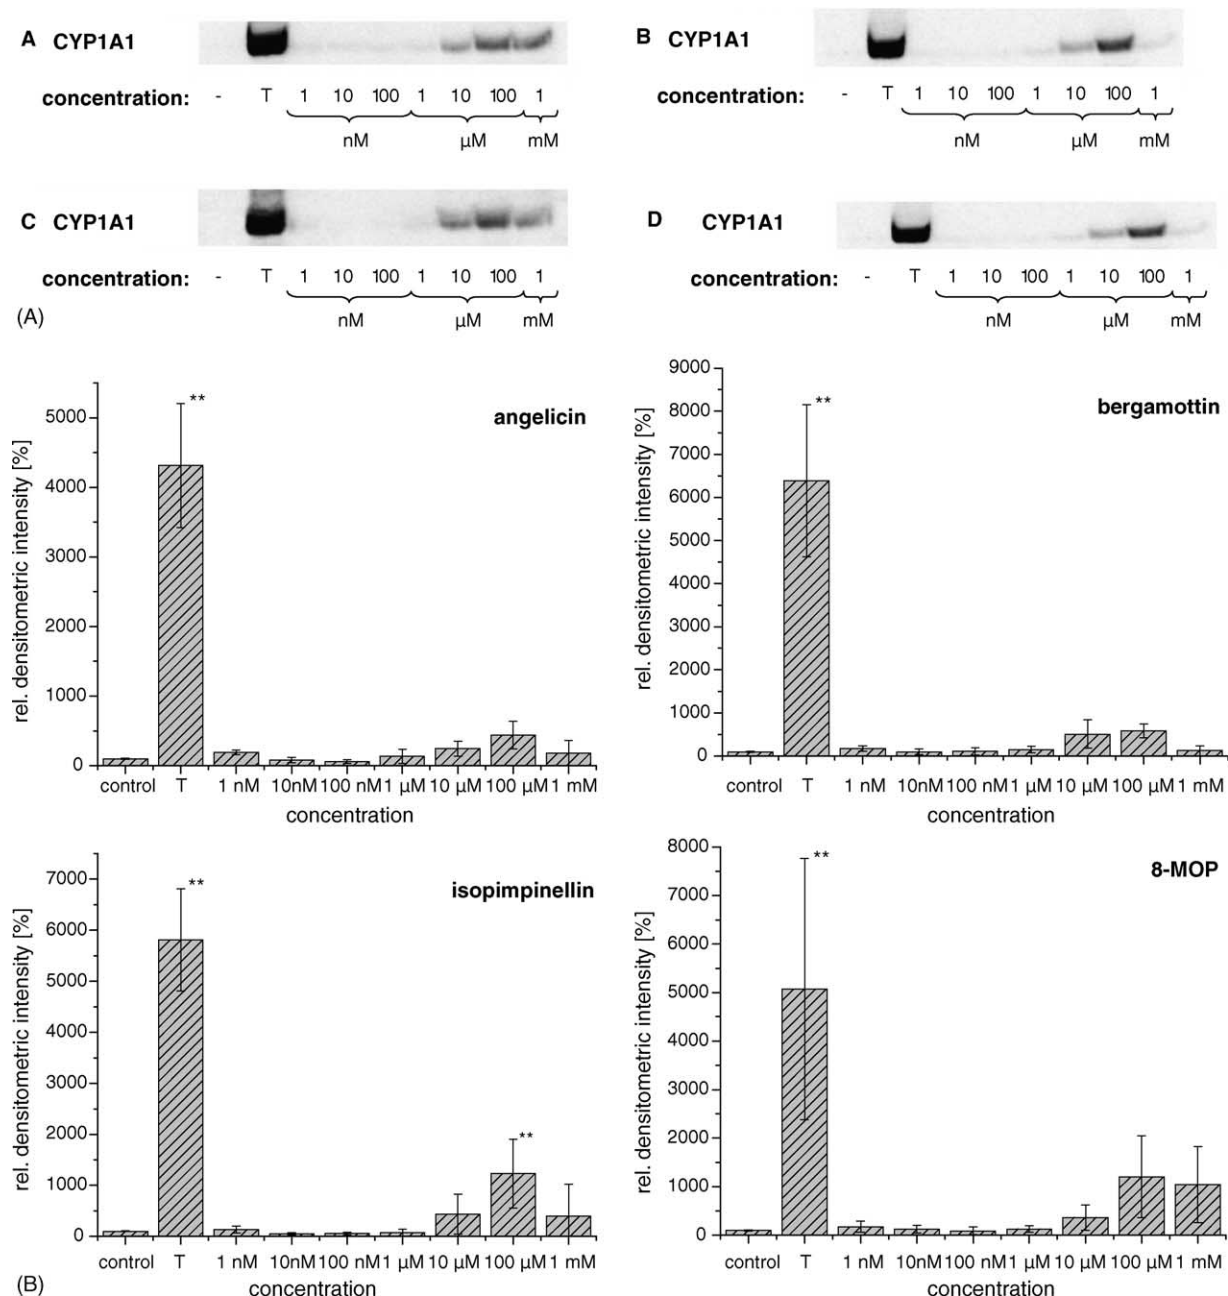 A CYP1A1
concentration: - T 1 10 100 1 10 100 1
nM µM mM
B CYP1A1
concentration: - T 1 10 100 1 10 100 1
nM µM mM
C CYP1A1
concentration: - T 1 10 100 1 10 100 1
nM µM mM
D CYP1A1
concentration: - T 1 10 100 1 10 100 1
nM µM mM
(A)
angelicin
rel. densitometric intensity [%]
5000
4000
3000
2000
1000
0
**
control T 1 nM 10nM 100 nM 1 µM 10 µM 100 µM 1 mM
concentration
bergamottin
rel. densitometric intensity [%]
9000
8000
7000
6000
5000
4000
3000
2000
1000
0
**
control T 1 nM 10nM 100 nM 1 µM 10 µM 100 µM 1 mM
concentration
isopimpinellin
rel. densitometric intensity [%]
7000
6000
5000
4000
3000
2000
1000
0
**
**
control T 1 nM 10nM 100 nM 1 µM 10 µM 100 µM 1 mM
concentration
8-MOP
rel. densitometric intensity [%]
8000
7000
6000
5000
4000
3000
2000
1000
0
**
control T 1 nM 10nM 100 nM 1 µM 10 µM 100 µM 1 mM
concentration
(B)